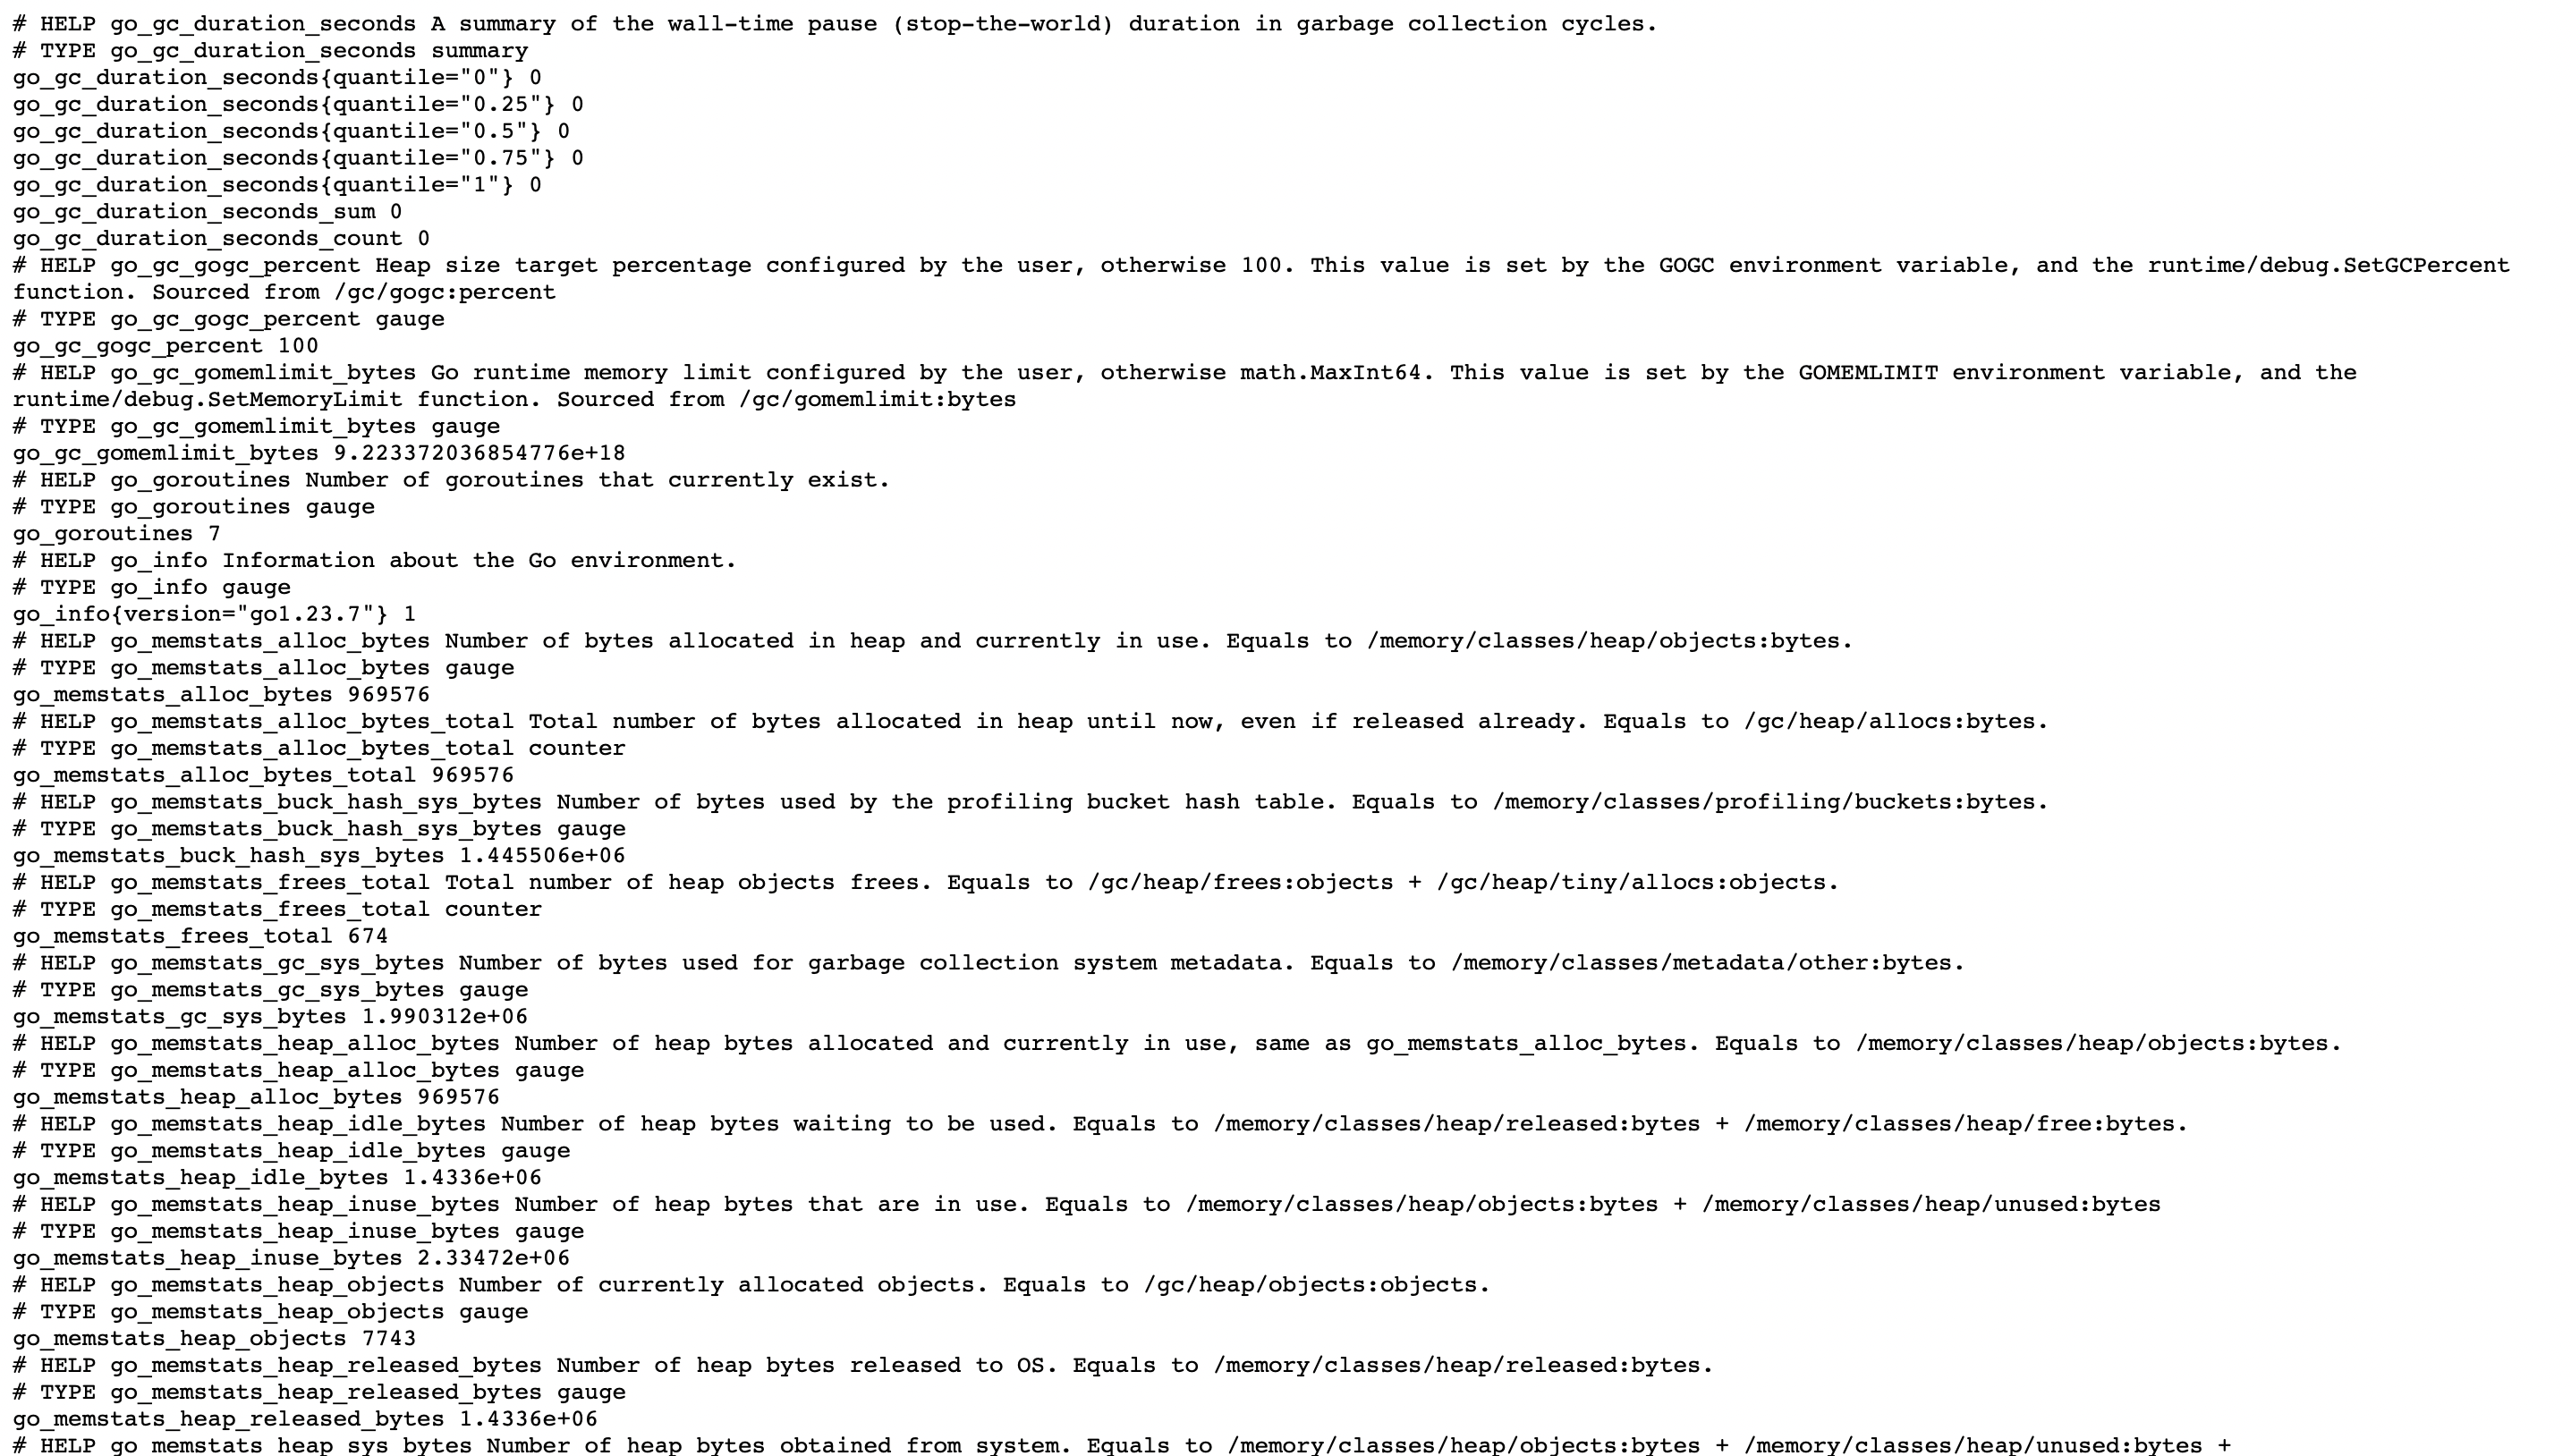 # HELP go_gc_duration_seconds A summary of the wall-time pause (stop-the-world) duration in garbage collection cycles.
# TYPE go_gc_duration_seconds summary
go_gc_duration_seconds{quantile="0"} 0
go_gc_duration_seconds{quantile="0.25"} 0
go_gc_duration_seconds{quantile="0.5"} 0
go_gc_duration_seconds{quantile="0.75"} 0
go_gc_duration_seconds{quantile="1"} 0
go_gc_duration_seconds_sum 0
go_gc_duration_seconds_count 0
# HELP go_gc_gogc_percent Heap size target percentage configured by the user, otherwise 100. This value is set by the GOGC environment variable, and the runtime/debug.SetGCPercent
function. Sourced from /gc/gogc:percent
# TYPE go_gc_gogc_percent gauge
go_gc_gogc_percent 100
# HELP go_gc_gomemlimit_bytes Go runtime memory limit configured by the user, otherwise math.MaxInt64. This value is set by the GOMEMLIMIT environment variable, and the
runtime/debug.SetMemoryLimit function. Sourced from /gc/gomemlimit:bytes
# TYPE go_gc_gomemlimit_bytes gauge
go_gc_gomemlimit_bytes 9.223372036854776e+18
# HELP go_goroutines Number of goroutines that currently exist.
# TYPE go_goroutines gauge
go_goroutines 7
# HELP go_info Information about the Go environment.
# TYPE go_info gauge
go_info{version="go1.23.7"} 1
# HELP go_memstats_alloc_bytes Number of bytes allocated in heap and currently in use. Equals to /memory/classes/heap/objects:bytes.
# TYPE go_memstats_alloc_bytes gauge
go_memstats_alloc_bytes 969576
# HELP go_memstats_alloc_bytes_total Total number of bytes allocated in heap until now, even if released already. Equals to /gc/heap/allocs:bytes.
# TYPE go_memstats_alloc_bytes_total counter
go_memstats_alloc_bytes_total 969576
# HELP go_memstats_buck_hash_sys_bytes Number of bytes used by the profiling bucket hash table. Equals to /memory/classes/profiling/buckets:bytes.
# TYPE go_memstats_buck_hash_sys_bytes gauge
go_memstats_buck_hash_sys_bytes 1.445506e+06
# HELP go_memstats_frees_total Total number of heap objects frees. Equals to /gc/heap/frees:objects + /gc/heap/tiny/allocs:objects.
# TYPE go_memstats_frees_total counter
go_memstats_frees_total 674
# HELP go_memstats_gc_sys_bytes Number of bytes used for garbage collection system metadata. Equals to /memory/classes/metadata/other:bytes.
# TYPE go_memstats_gc_sys_bytes gauge
go_memstats_gc_sys_bytes 1.990312e+06
# HELP go_memstats_heap_alloc_bytes Number of heap bytes allocated and currently in use, same as go_memstats_alloc_bytes. Equals to /memory/classes/heap/objects:bytes.
# TYPE go_memstats_heap_alloc_bytes gauge
go_memstats_heap_alloc_bytes 969576
# HELP go_memstats_heap_idle_bytes Number of heap bytes waiting to be used. Equals to /memory/classes/heap/released:bytes + /memory/classes/heap/free:bytes.
# TYPE go_memstats_heap_idle_bytes gauge
go_memstats_heap_idle_bytes 1.4336e+06
# HELP go_memstats_heap_inuse_bytes Number of heap bytes that are in use. Equals to /memory/classes/heap/objects:bytes + /memory/classes/heap/unused:bytes
# TYPE go_memstats_heap_inuse_bytes gauge
go_memstats_heap_inuse_bytes 2.33472e+06
# HELP go_memstats_heap_objects Number of currently allocated objects. Equals to /gc/heap/objects:objects.
# TYPE go_memstats_heap_objects gauge
go_memstats_heap_objects 7743
# HELP go_memstats_heap_released_bytes Number of heap bytes released to OS. Equals to /memory/classes/heap/released:bytes.
# TYPE go_memstats_heap_released_bytes gauge
go_memstats_heap_released_bytes 1.4336e+06
# HELP go_memstats_heap_sys_bytes Number of heap bytes obtained from system. Equals to /memory/classes/heap/objects:bytes + /memory/classes/heap/unused:bytes +